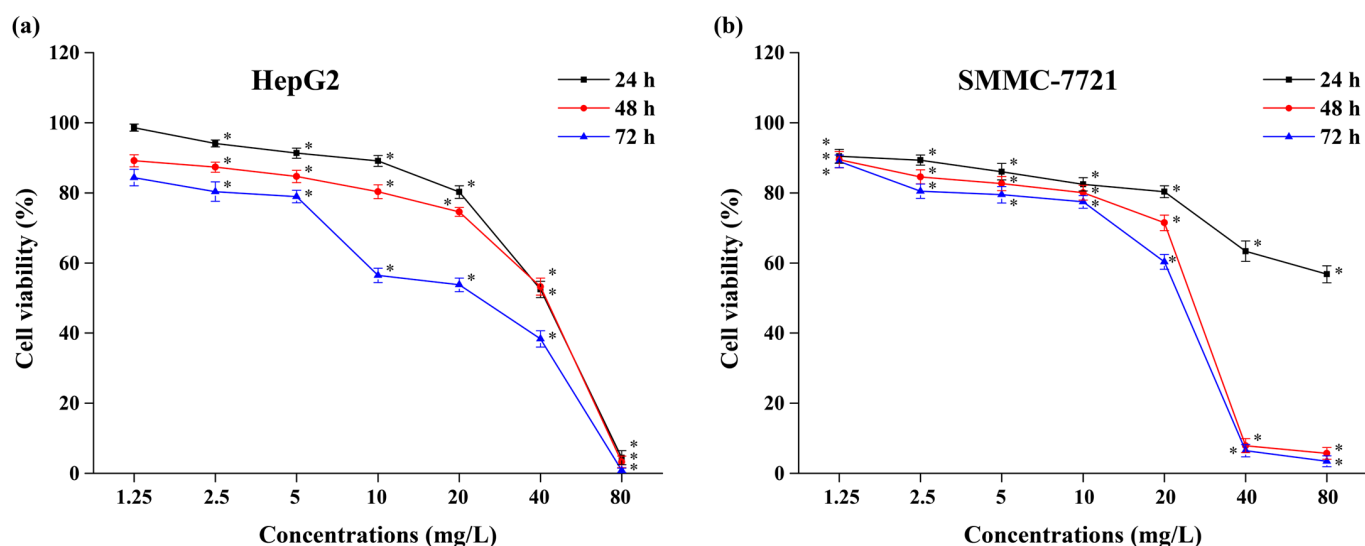 (a)
HepG2
24 h
48 h
72 h
Cell viability (%)
120
100
80
60
40
20
0
1.25 2.5 5 10 20 40 80
Concentrations (mg/L)
* * * *
* * * * *
* * * * *
*
* * *
(b)
SMMC-7721
24 h
48 h
72 h
Cell viability (%)
120
100
80
60
40
20
0
1.25 2.5 5 10 20 40 80
Concentrations (mg/L)
* * * * * * *
* * * * * * *
* * * * * * *